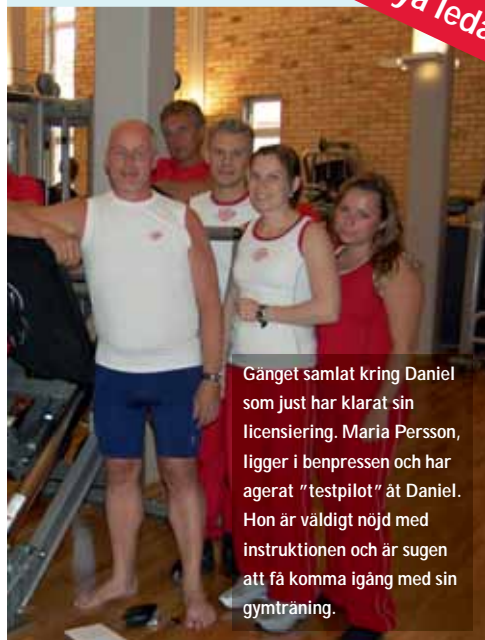 ya leda
Gänget samlat kring Daniel
som just har klarat sin
licensiering. Maria Persson,
ligger i benpressen och har
agerat ”testpilot” åt Daniel.
Hon är väldigt nöjd med
instruktionen och är sugen
att få komma igång med sin
gymträning.